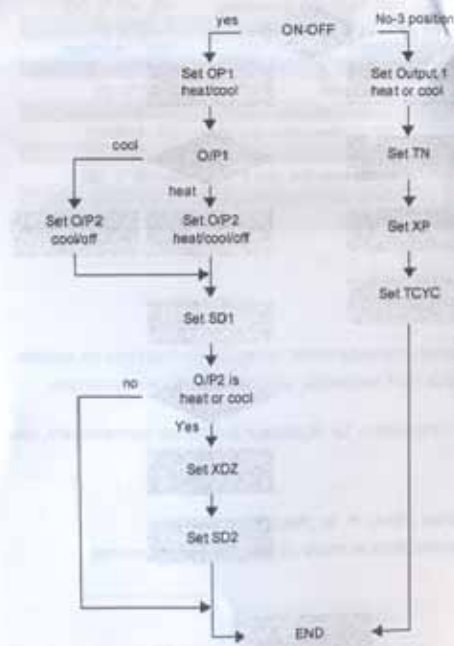 yes
ON-OFF
No-3 position
Set OP1
heat/cool
Set Output 1
heat or cool
cool
O/P1
Set TN
heat
Set O/P2
cool/off
Set O/P2
heat/cool/off
Set XP
Set TCYC
Set SD1
no
O/P2 is
heat or cool
Yes
Set XDZ
Set SD2
END